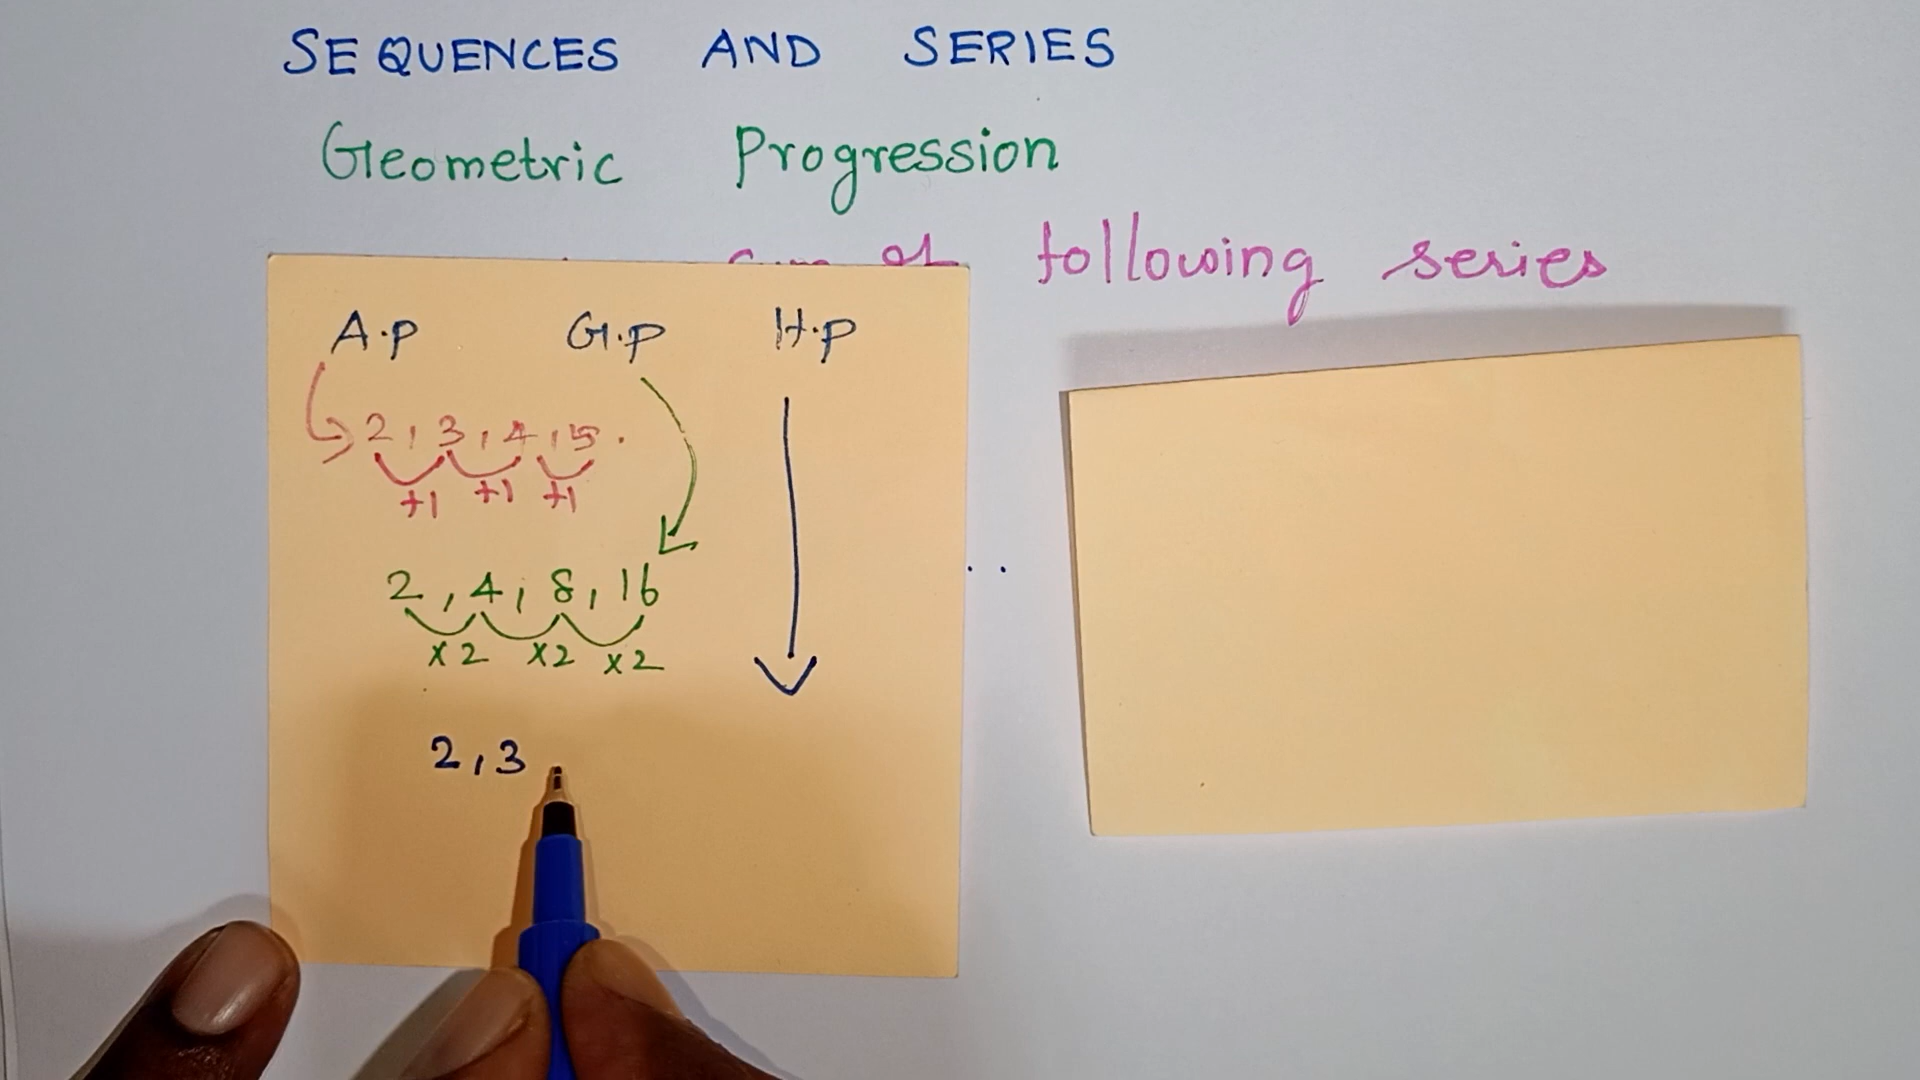 SEQUENCES AND SERIES
Geometric Progression
following series
A.P G.P H.P
2, 3, 4, 5.
+1 +1 +1
2, 4, 8, 16
x2 x2 x2
..
2, 3